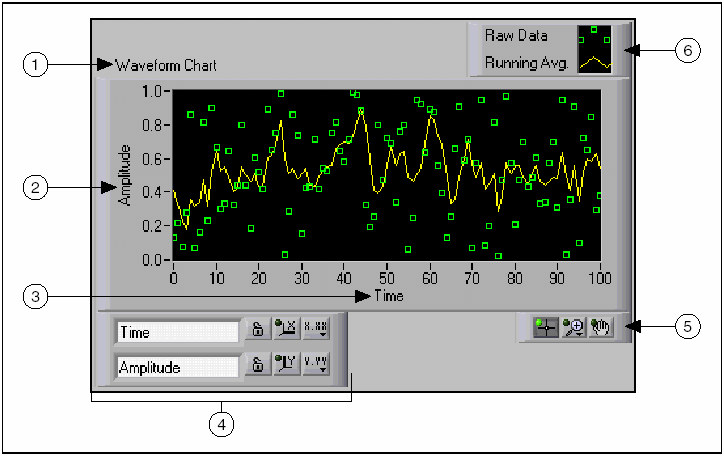 Raw Data
Running Avg.
6
1
Waveform Chart
1.0
0.8
0.6
0.4
0.2
0.0
Amplitude
2
0 10 20 30 40 50 60 70 80 90 100
3
Time
Time
X
X.XX
Amplitude
Y
Y.YY
5
4